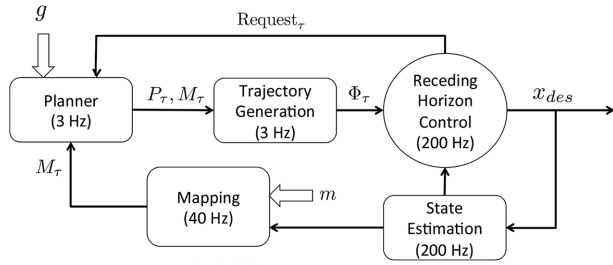 g
Request_τ
Planner
(3 Hz)
P_τ, M_τ
Trajectory
Generation
(3 Hz)
Φ_τ
Receding
Horizon
Control
(200 Hz)
x_des
M_τ
Mapping
(40 Hz)
m
State
Estimation
(200 Hz)